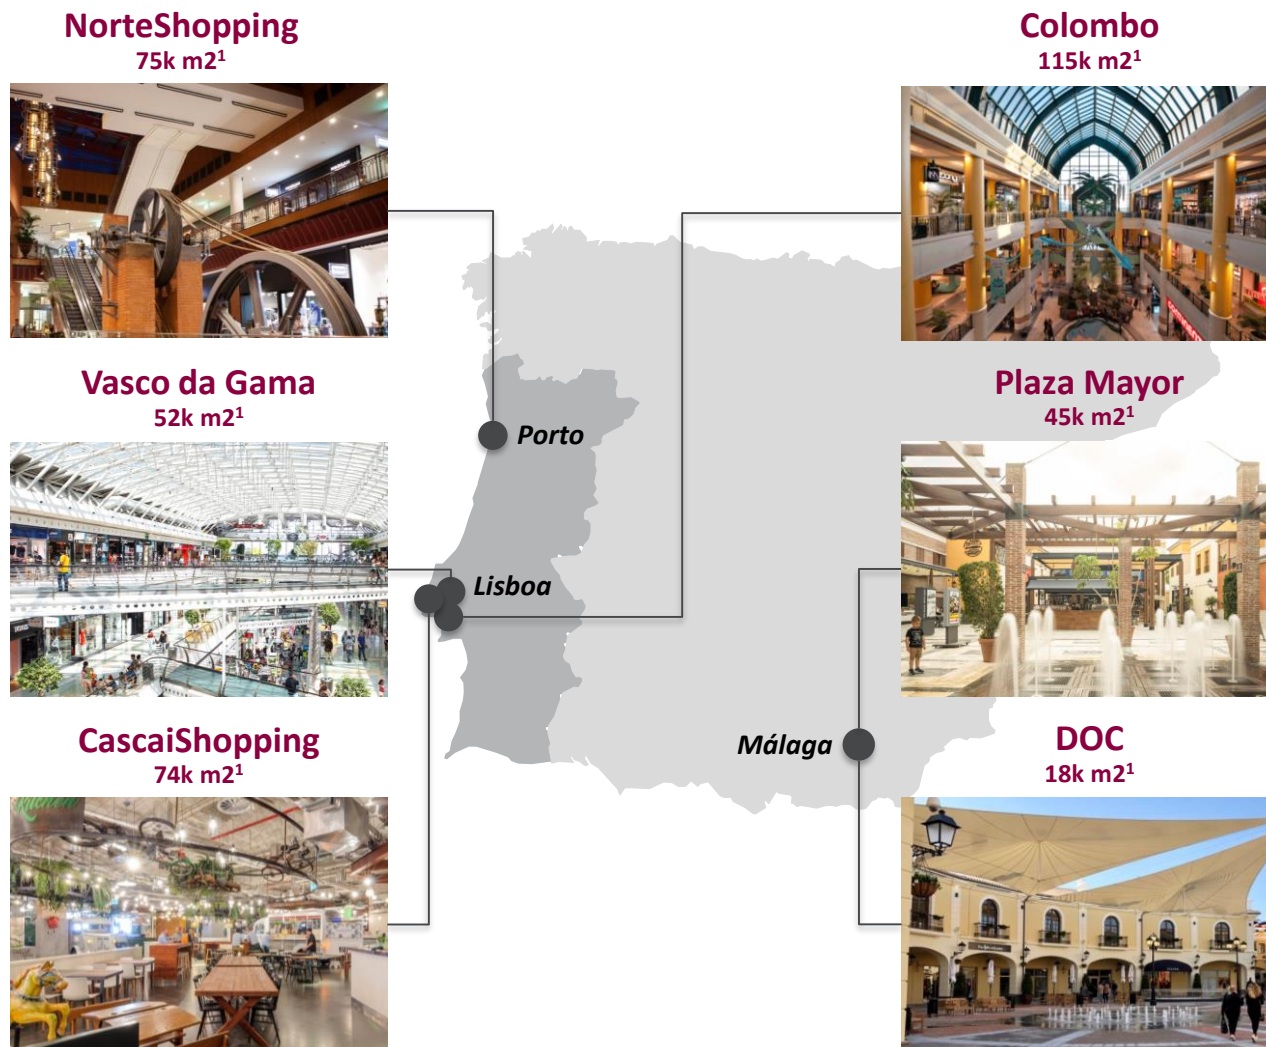 NorteShopping
75k m2¹
Colombo
115k m2¹
Vasco da Gama
52k m2¹
Plaza Mayor
45k m2¹
Porto
Lisboa
CascaiShopping
74k m2¹
Málaga
DOC
18k m2¹